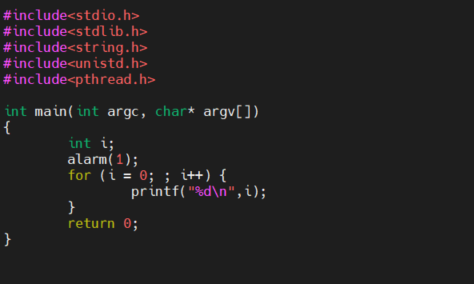 #include<stdio.h>
#include<stdlib.h>
#include<string.h>
#include<unistd.h>
#include<pthread.h>

int main(int argc, char* argv[])
{
        int i;
        alarm(1);
        for (i = 0; ; i++) {
                printf("%d\n",i);
        }
        return 0;
}